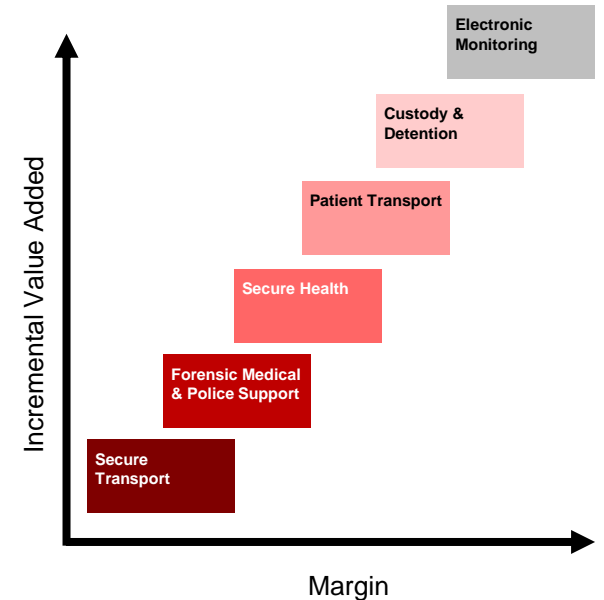 Electronic
Monitoring
Custody &
Detention
Patient Transport
Secure Health
Forensic Medical
& Police Support
Secure
Transport
Incremental Value Added
Margin